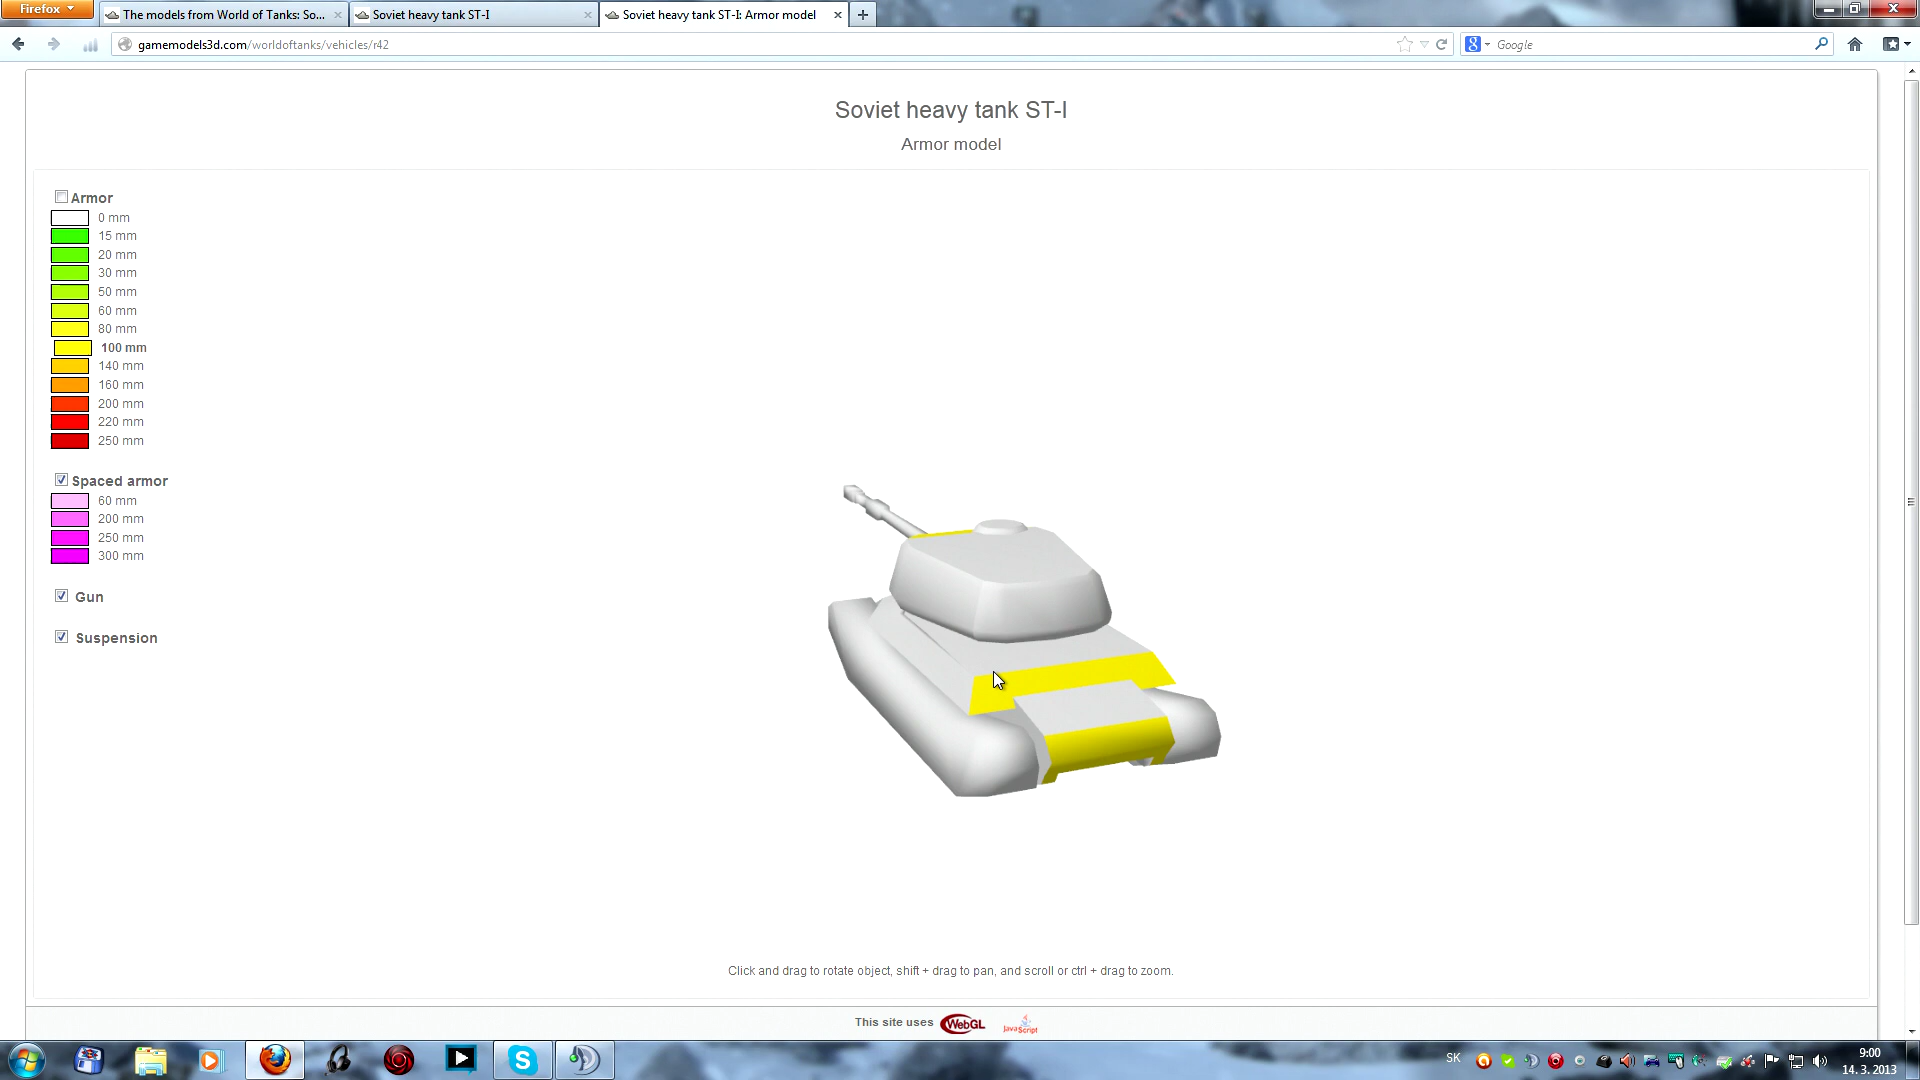 Firefox
The models from World of Tanks: So...
Soviet heavy tank ST-I
Soviet heavy tank ST-I: Armor model
gamemodels3d.com/worldoftanks/vehicles/r42
Google
Soviet heavy tank ST-I
Armor model
Armor
0 mm
15 mm
20 mm
30 mm
50 mm
60 mm
80 mm
100 mm
140 mm
160 mm
200 mm
220 mm
250 mm
Spaced armor
60 mm
200 mm
250 mm
300 mm
Gun
Suspension
Click and drag to rotate object, shift + drag to pan, and scroll or ctrl + drag to zoom.
This site uses WebGL JavaScript
SK
9:00
14. 3. 2013